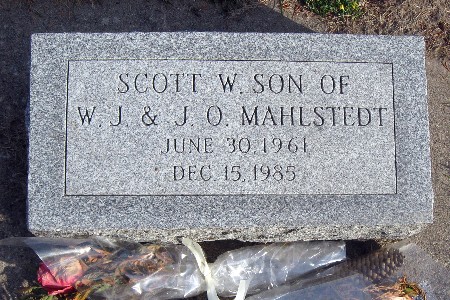 SCOTT W. SON OF
W. J. & J. O. MAHLSTEDT
JUNE 30, 1961
DEC. 15, 1985